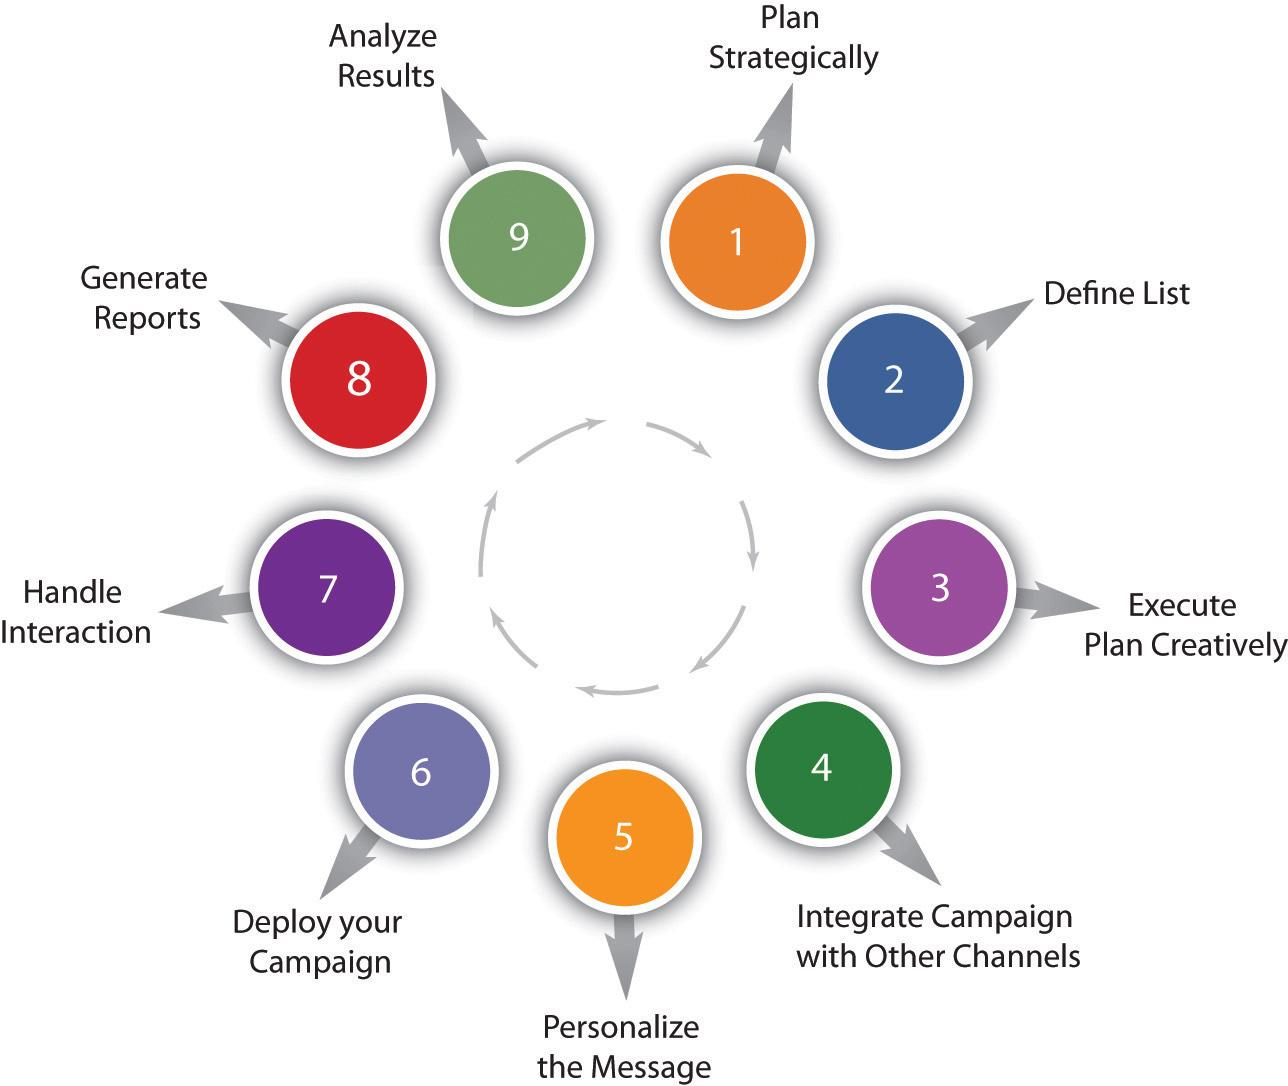 Plan
Strategically
1
Define List
2
Execute
Plan Creatively
3
Integrate Campaign
with Other Channels
4
Personalize
the Message
5
Deploy your
Campaign
6
Handle
Interaction
7
Generate
Reports
8
Analyze
Results
9